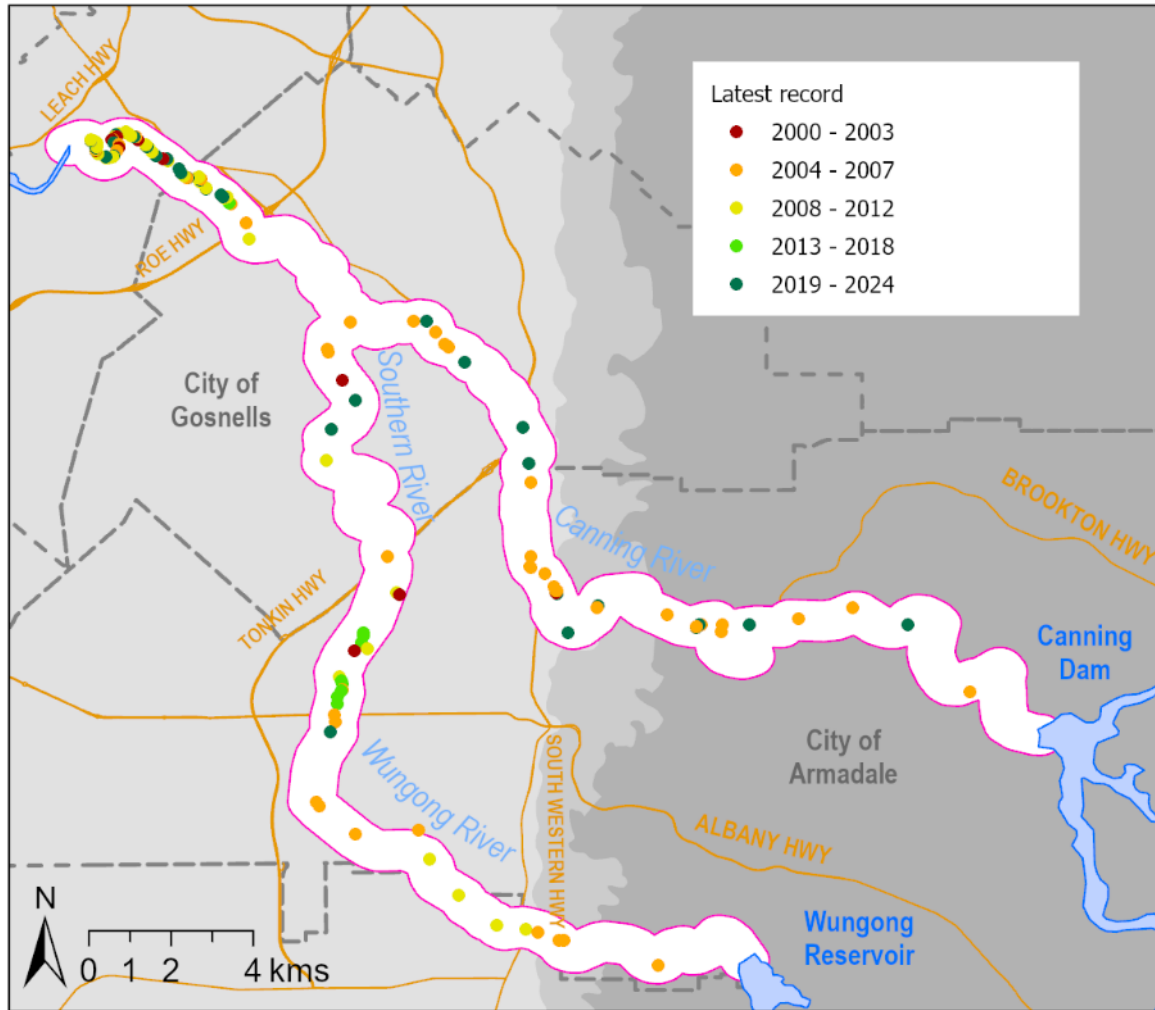 LEACH HWY
Latest record
2000 - 2003
2004 - 2007
2008 - 2012
2013 - 2018
2019 - 2024
ROE HWY
City of
Gosnells
Southern River
TONKIN HWY
Canning River
BROOKTON HWY
Canning
Dam
City of
Armadale
Wungong River
SOUTH WESTERN HWY
ALBANY HWY
Wungong
Reservoir
N
0 1 2 4 kms